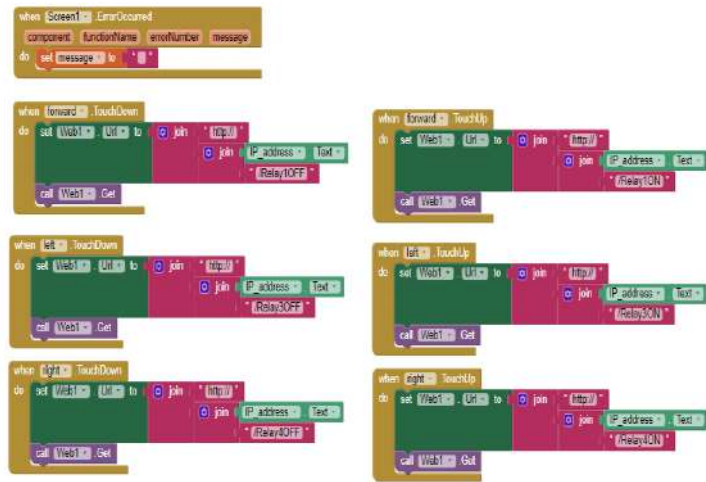 when Screen1 .ErrorOccurred
component functionName errorNumber message
do set message to " "
when forward .TouchDown
do set Web1 . Url to join " http:// "
join IP_address . Text
" /Relay1OFF "
call Web1 .Get
when forward .TouchUp
do set Web1 . Url to join " http:// "
join IP_address . Text
" /Relay1ON "
call Web1 .Get
when left .TouchDown
do set Web1 . Url to join " http:// "
join IP_address . Text
" /Relay3OFF "
call Web1 .Get
when left .TouchUp
do set Web1 . Url to join " http:// "
join IP_address . Text
" /Relay3ON "
call Web1 .Get
when right .TouchDown
do set Web1 . Url to join " http:// "
join IP_address . Text
" /Relay4OFF "
call Web1 .Get
when right .TouchUp
do set Web1 . Url to join " http:// "
join IP_address . Text
" /Relay4ON "
call Web1 .Get